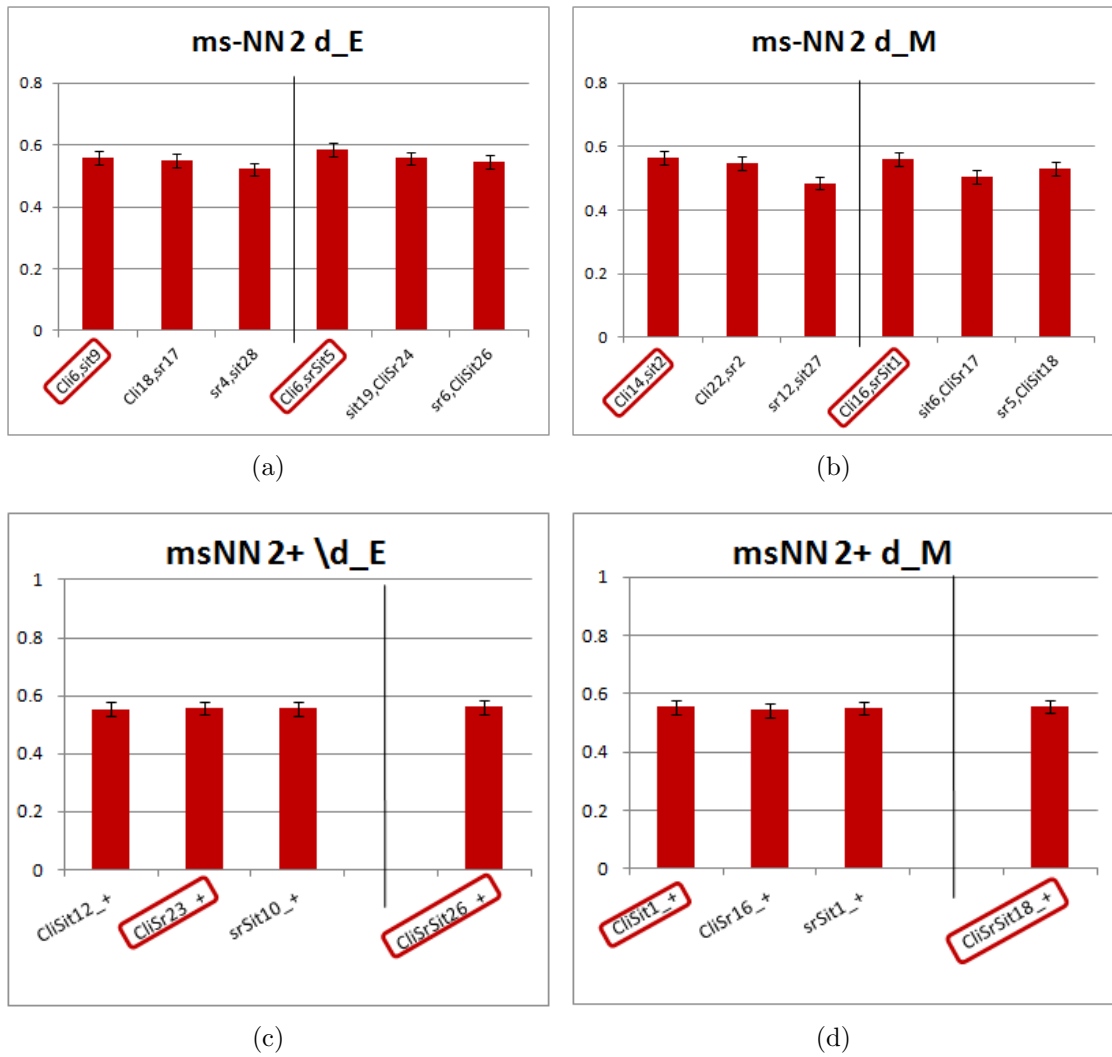 ms-NN 2 d_E
0.8
0.6
0.4
0.2
0
Cli6,sit9
Cli18,sr17
sr4,sit28
Cli6,srSit5
sit19,CliSr24
sr6,CliSit26
(a)
ms-NN 2 d_M
0.8
0.6
0.4
0.2
0
Cli14,sit2
Cli22,sr2
sr12,sit27
Cli16,srSit1
sit6,CliSr17
sr5,CliSit18
(b)
msNN 2+ \d_E
1
0.8
0.6
0.4
0.2
0
CliSit12_+
CliSr23_+
srSit10_+
CliSrSit26_+
(c)
msNN 2+ d_M
1
0.8
0.6
0.4
0.2
0
CliSit1_+
CliSr16_+
srSit1_+
CliSrSit18_+
(d)